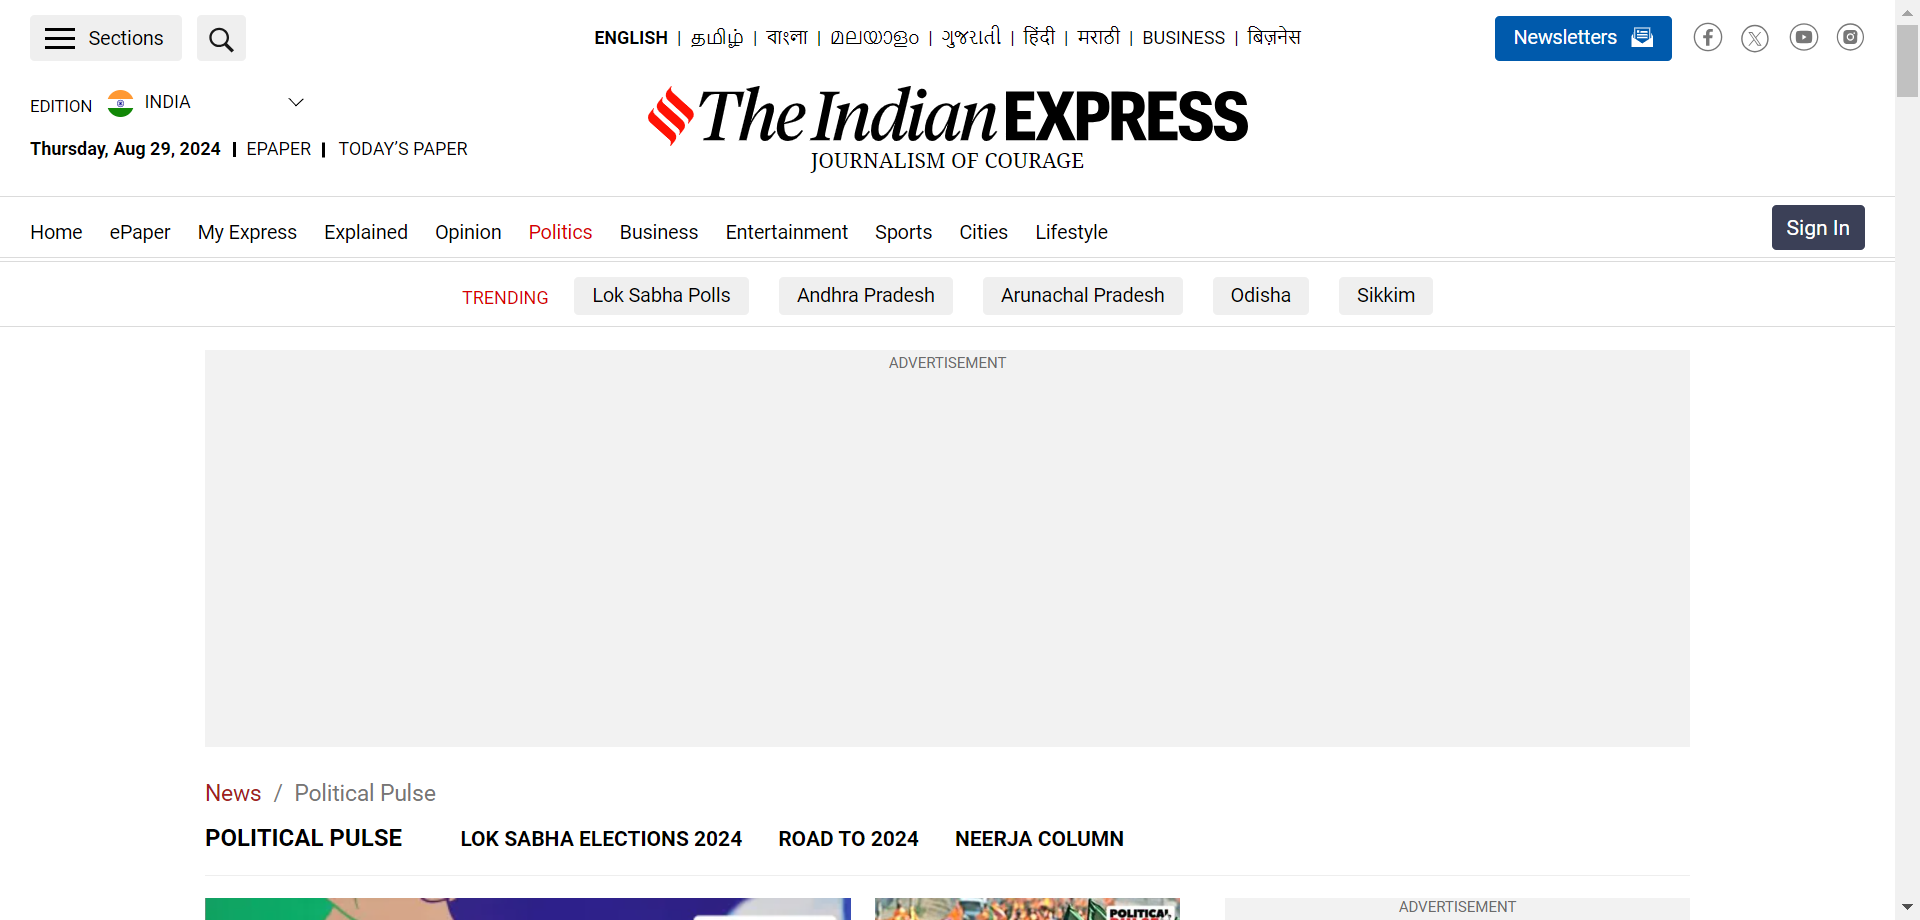 Sections
ENGLISH | தமிழ் | বাংলা | മലയാളം | ગુજરાતી | हिंदी | मराठी | BUSINESS | बिज़नेस
Newsletters
EDITION INDIA
The Indian EXPRESS
JOURNALISM OF COURAGE
Thursday, Aug 29, 2024 | EPAPER | TODAY’S PAPER
Home ePaper My Express Explained Opinion Politics Business Entertainment Sports Cities Lifestyle
Sign In
TRENDING Lok Sabha Polls Andhra Pradesh Arunachal Pradesh Odisha Sikkim
ADVERTISEMENT
News / Political Pulse
POLITICAL PULSE LOK SABHA ELECTIONS 2024 ROAD TO 2024 NEERJA COLUMN
POLITICAL
ADVERTISEMENT